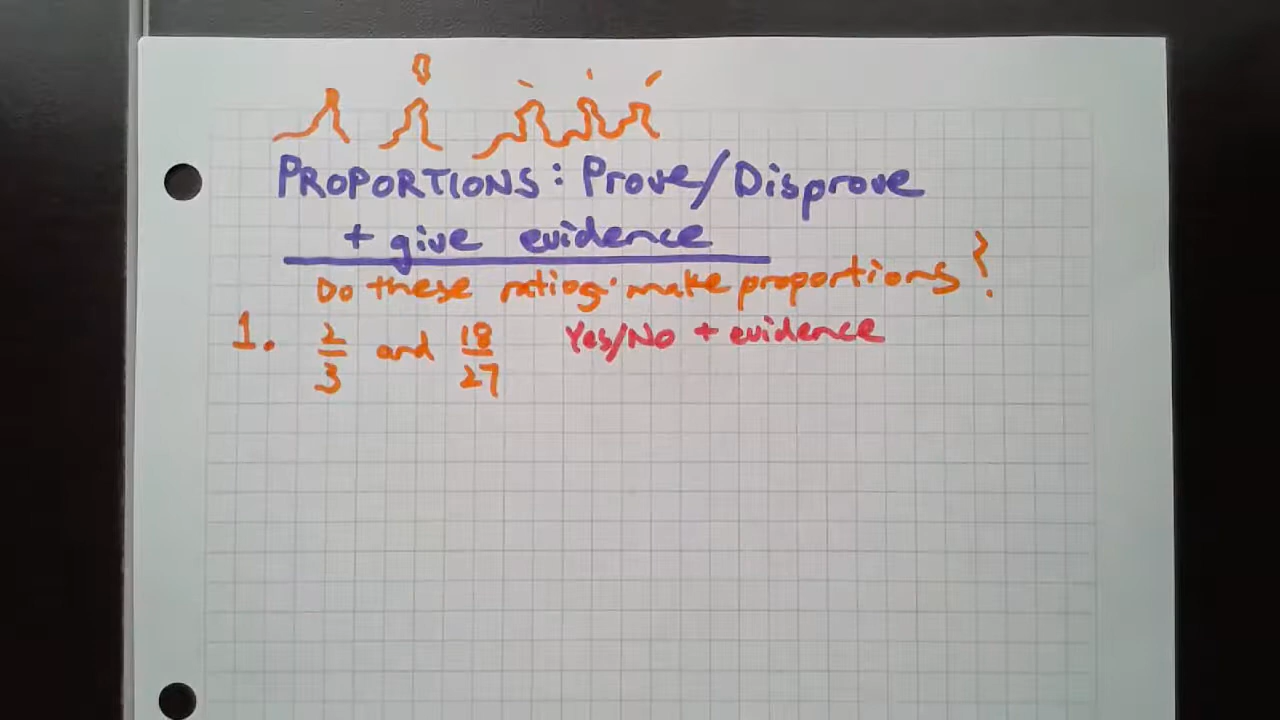 PROPORTIONS: Prove/Disprove
+ give evidence
Do these ratios make proportions?
1. 2/3 and 18/27 Yes/No + evidence